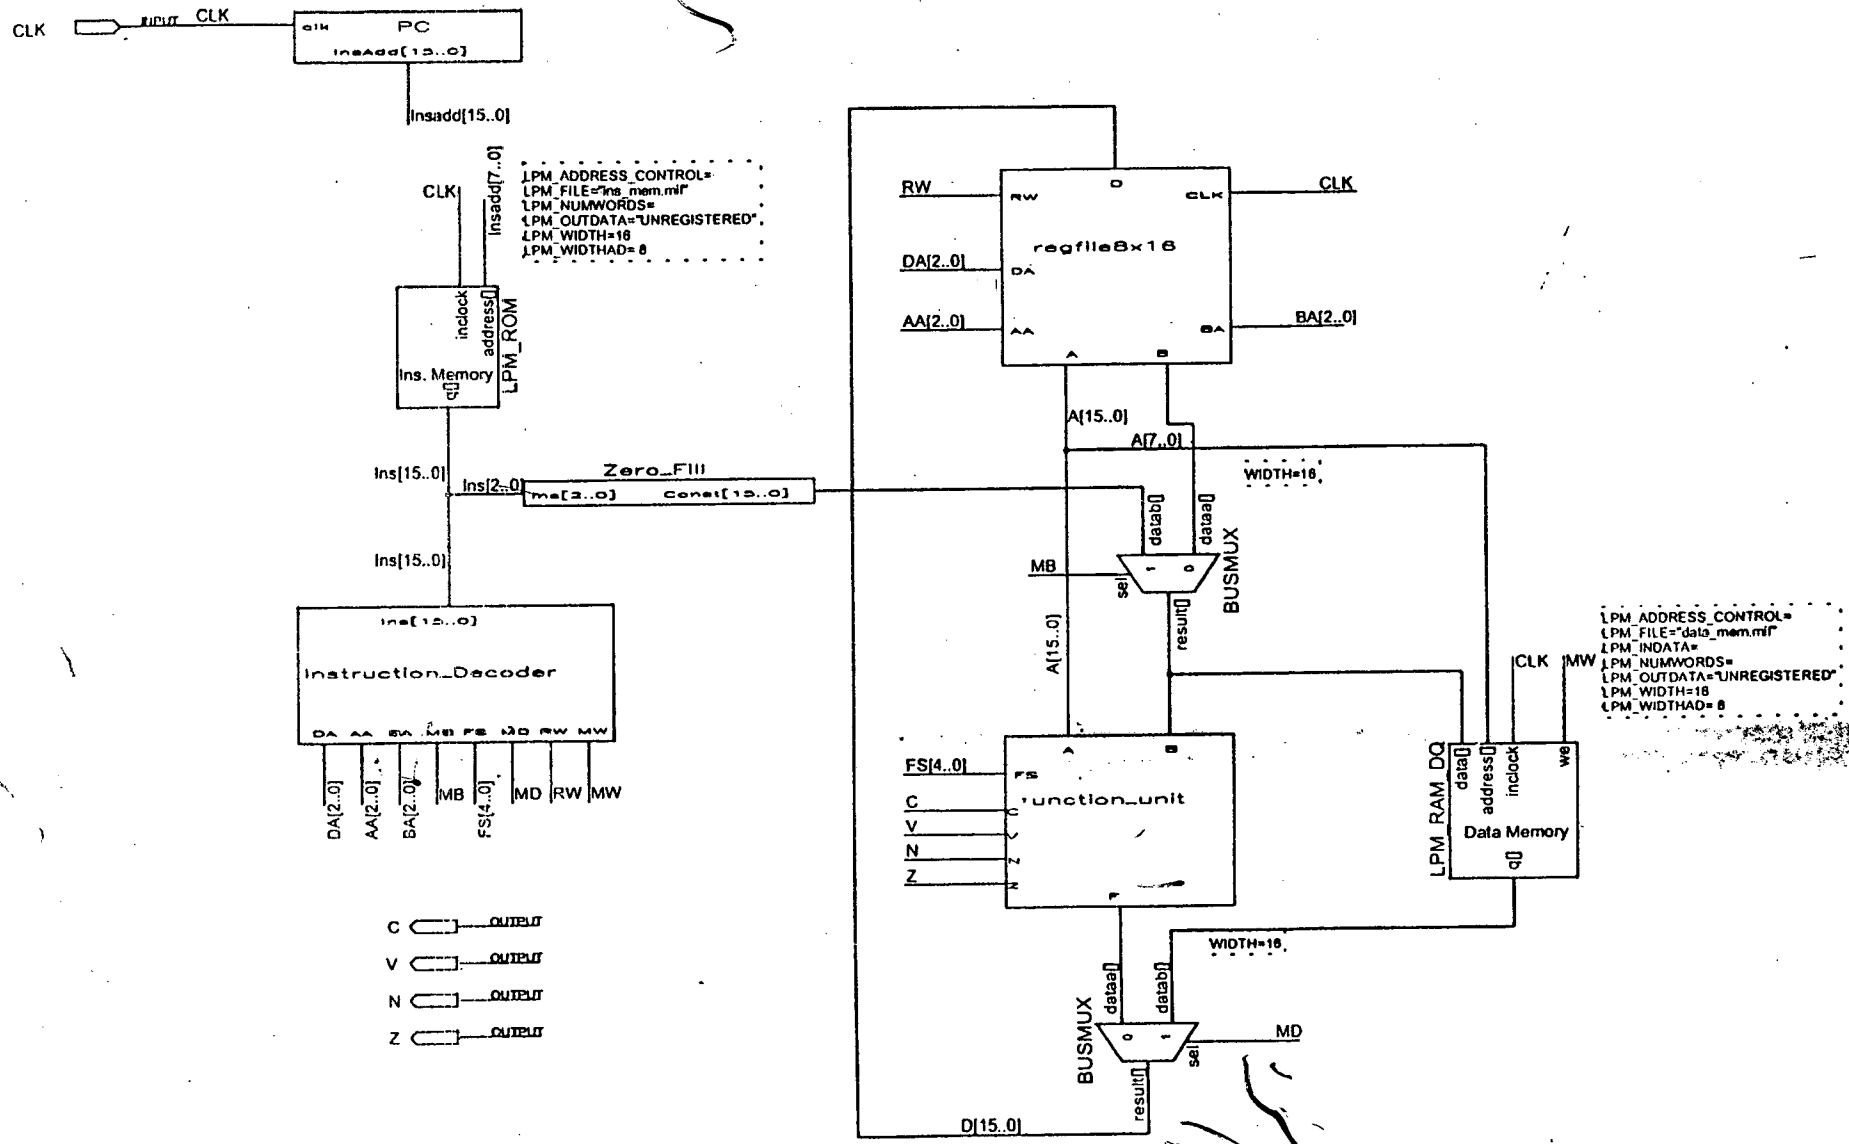 CLK INPUT CLK
clk PC
InsAdd[15..0]
Insadd[15..0]
CLK
Insadd[7..0]
LPM_ADDRESS_CONTROL=
LPM_FILE="ins_mem.mif"
LPM_NUMWORDS=
LPM_OUTDATA="UNREGISTERED"
LPM_WIDTH=16
LPM_WIDTHAD= 8
inclock
address[]
LPM_ROM
Ins. Memory
q[]
Ins[15..0]
Ins[2..0]
Zero_Fill
Ins[2..0] Const[15..0]
Ins[15..0]
Ins[15..0]
Instruction_Decoder
DA AA BA MB FS MD RW MW
DA[2..0]
AA[2..0]
BA[2..0]
MB
FS[4..0]
MD
RW
MW
C OUTPUT
V OUTPUT
N OUTPUT
Z OUTPUT
RW RW D CLK CLK
regfile8x16
DA[2..0] DA
AA[2..0] AA BA BA[2..0]
A B
A[15..0]
A[7..0]
WIDTH=16
datab[]
dataa[]
MB
sel
1 0
BUSMUX
result[]
A[15..0]
LPM_ADDRESS_CONTROL=
LPM_FILE="data_mem.mif"
LPM_INDATA=
LPM_NUMWORDS=
LPM_OUTDATA="UNREGISTERED"
LPM_WIDTH=16
LPM_WIDTHAD= 8
CLK
MW
A B
FS[4..0] FS
function_unit
C C
V V
N Z
Z N
F
LPM_RAM_DQ
data[]
address[]
inclock
we
Data Memory
q[]
WIDTH=16
dataa[]
datab[]
BUSMUX
0 1
sel
MD
result[]
D[15..0]